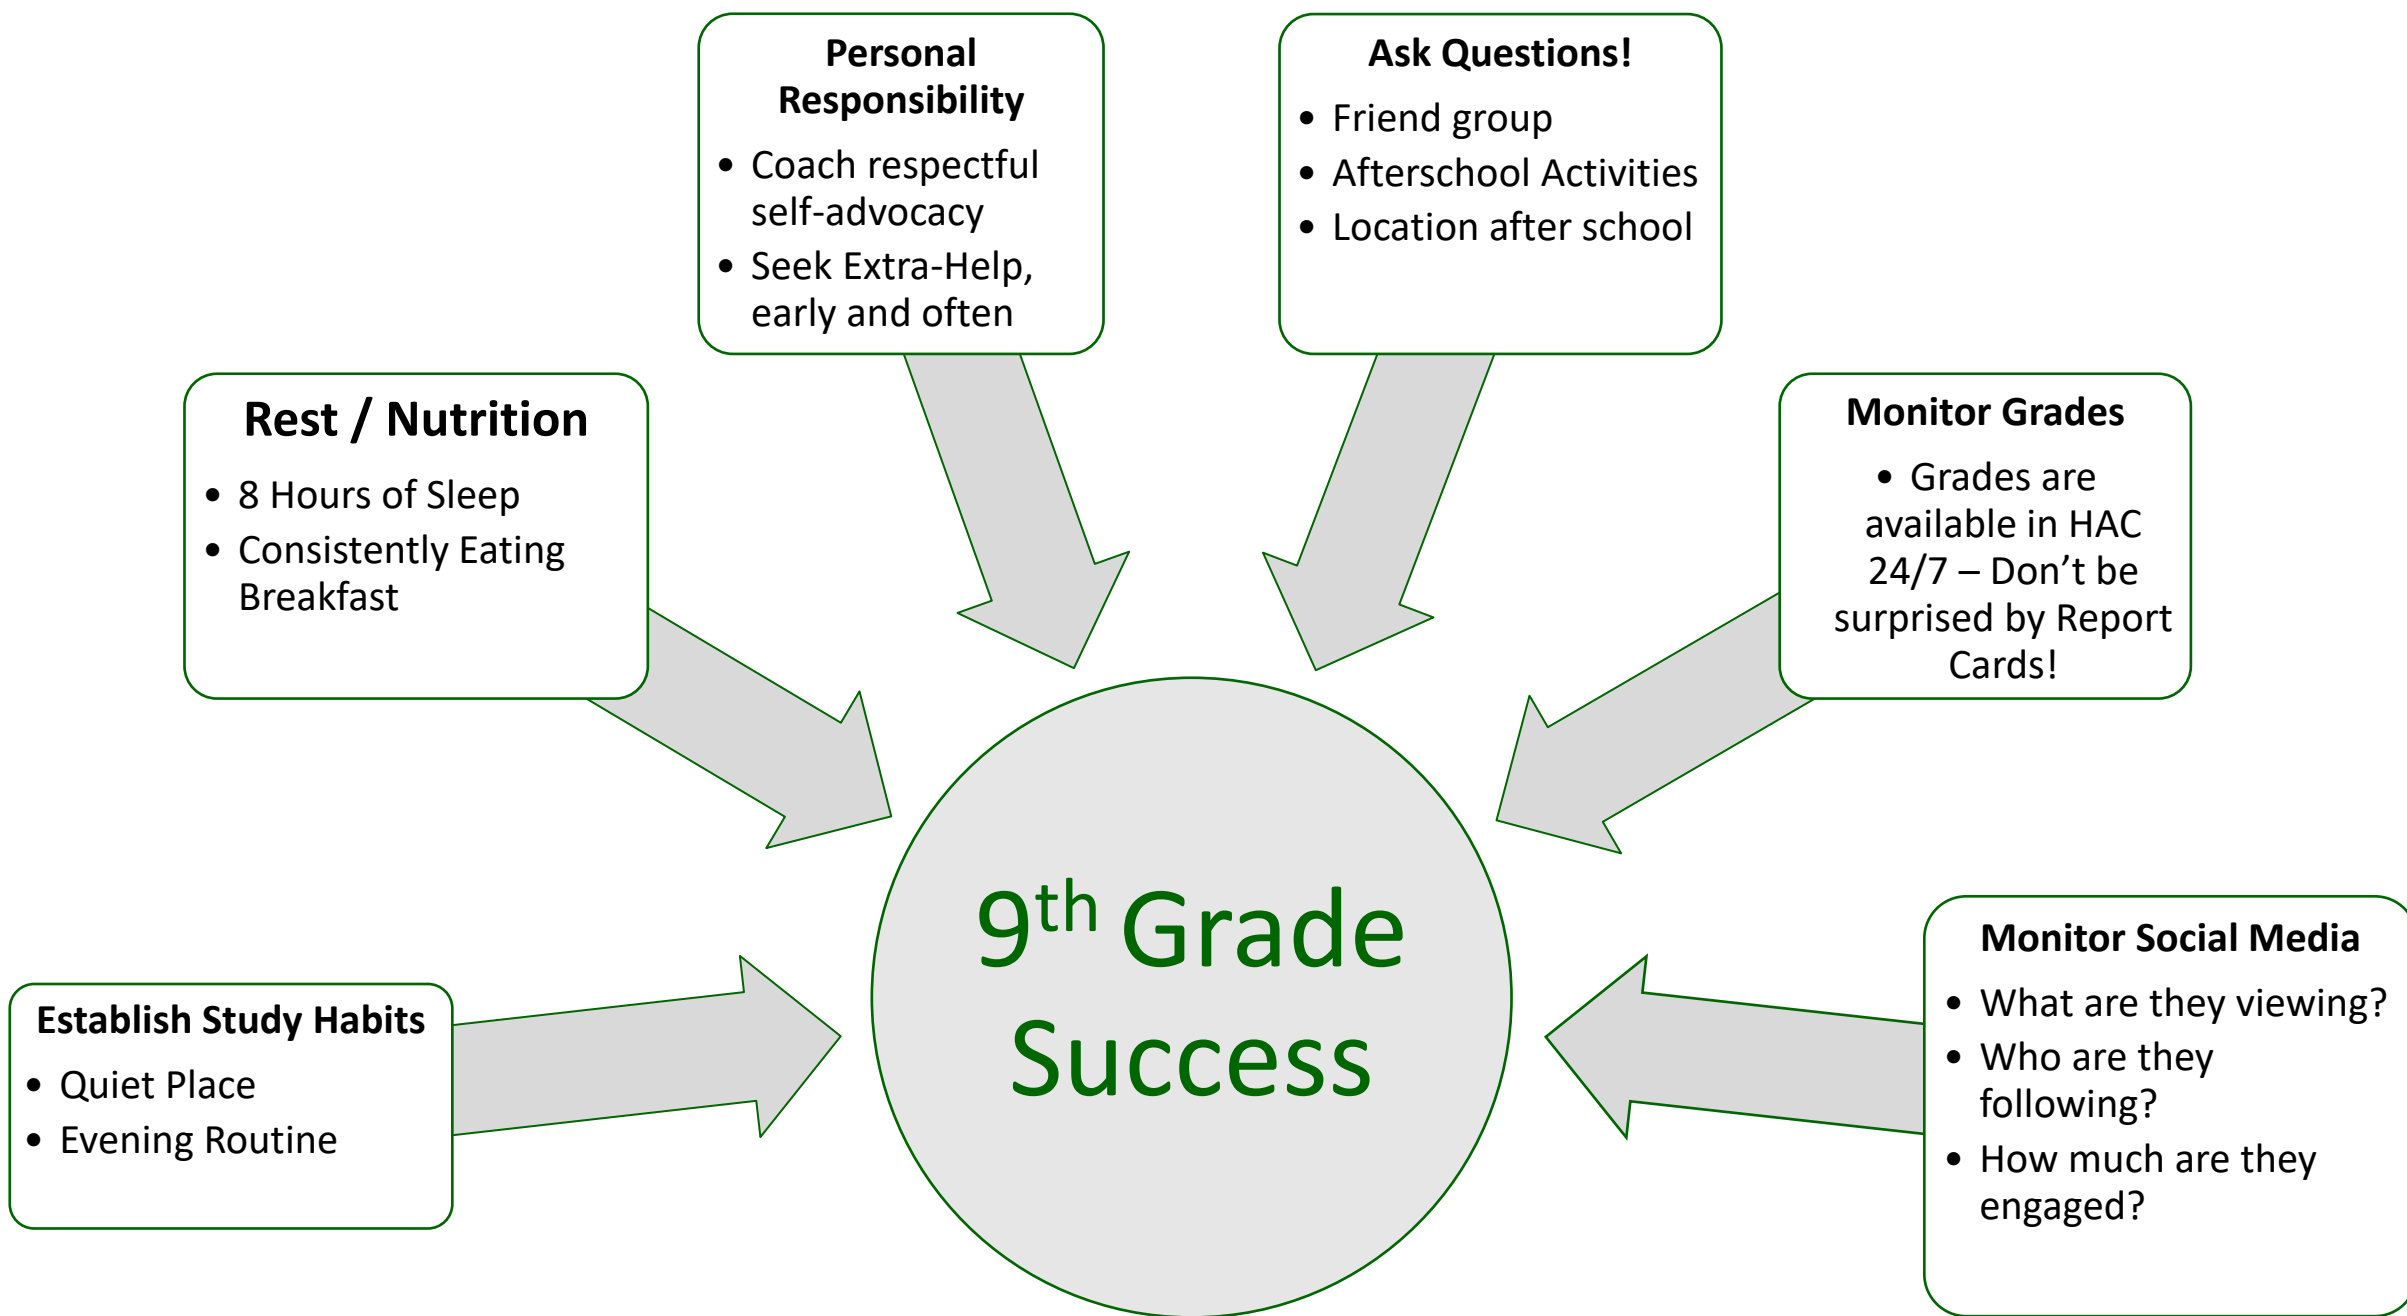 Personal
Responsibility
• Coach respectful
self-advocacy
• Seek Extra-Help,
early and often
Ask Questions!
• Friend group
• Afterschool Activities
• Location after school
Rest / Nutrition
• 8 Hours of Sleep
• Consistently Eating
Breakfast
Monitor Grades
• Grades are
available in HAC
24/7 – Don’t be
surprised by Report
Cards!
Establish Study Habits
• Quiet Place
• Evening Routine
9th Grade
Success
Monitor Social Media
• What are they viewing?
• Who are they
following?
• How much are they
engaged?